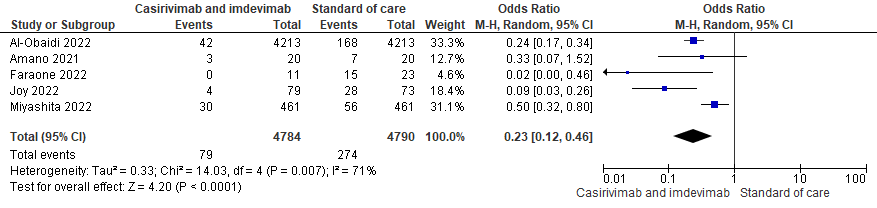 Casirivimab and imdevimab Standard of care Odds Ratio Odds Ratio
Study or Subgroup Events Total Events Total Weight M-H, Random, 95% CI M-H, Random, 95% CI
Al-Obaidi 2022 42 4213 168 4213 33.3% 0.24 [0.17, 0.34]
Amano 2021 3 20 7 20 12.7% 0.33 [0.07, 1.52]
Faraone 2022 0 11 15 23 4.6% 0.02 [0.00, 0.46]
Joy 2022 4 79 28 73 18.4% 0.09 [0.03, 0.26]
Miyashita 2022 30 461 56 461 31.1% 0.50 [0.32, 0.80]
Total (95% CI) 4784 4790 100.0% 0.23 [0.12, 0.46]
Total events 79 274
Heterogeneity: Tau² = 0.33; Chi² = 14.03, df = 4 (P = 0.007); I² = 71%
Test for overall effect: Z = 4.20 (P < 0.0001)
0.01 0.1 1 10 100
Casirivimab and imdevimab Standard of care